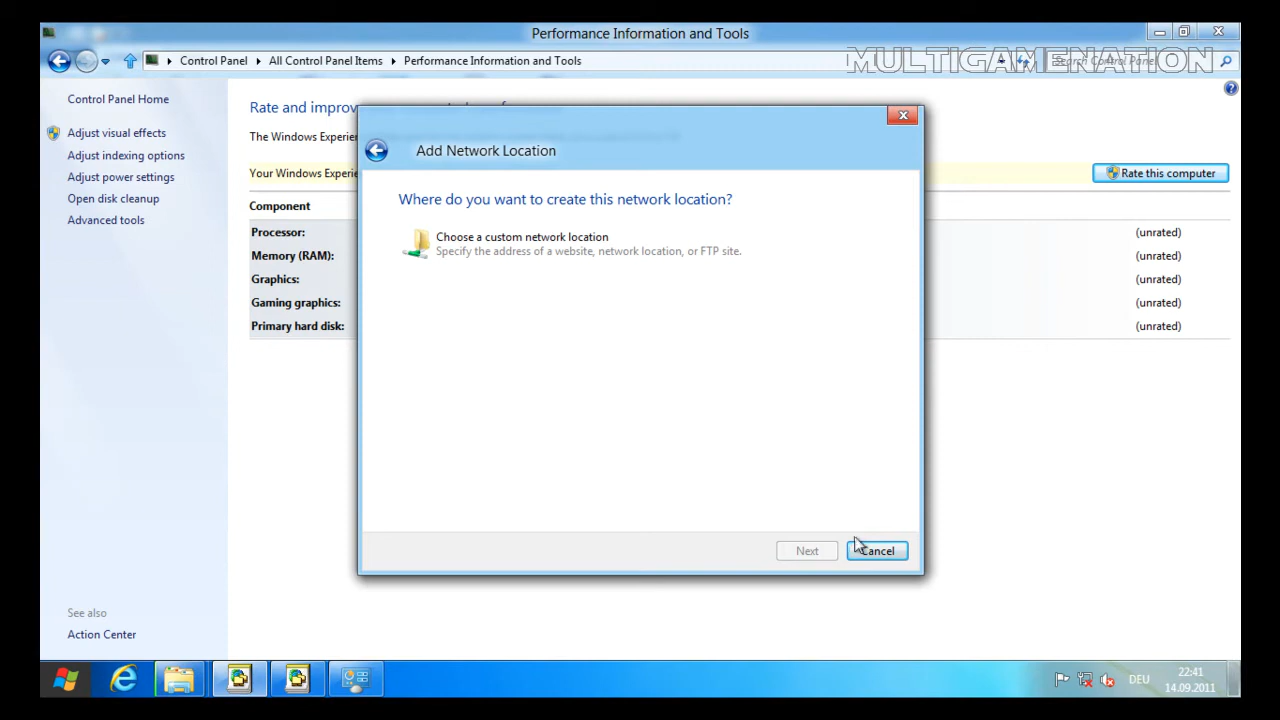 Performance Information and Tools
MULTIGAMENATION
Control Panel All Control Panel Items Performance Information and Tools
Search Control Panel
Control Panel Home
Adjust visual effects
Adjust indexing options
Adjust power settings
Open disk cleanup
Advanced tools
See also
Action Center
Rate and improv
The Windows Experien
Your Windows Experie
Rate this computer
Component
Processor: (unrated)
Memory (RAM): (unrated)
Graphics: (unrated)
Gaming graphics: (unrated)
Primary hard disk: (unrated)
Add Network Location
Where do you want to create this network location?
Choose a custom network location
Specify the address of a website, network location, or FTP site.
Next Cancel
DEU
22:41
14.09.2011